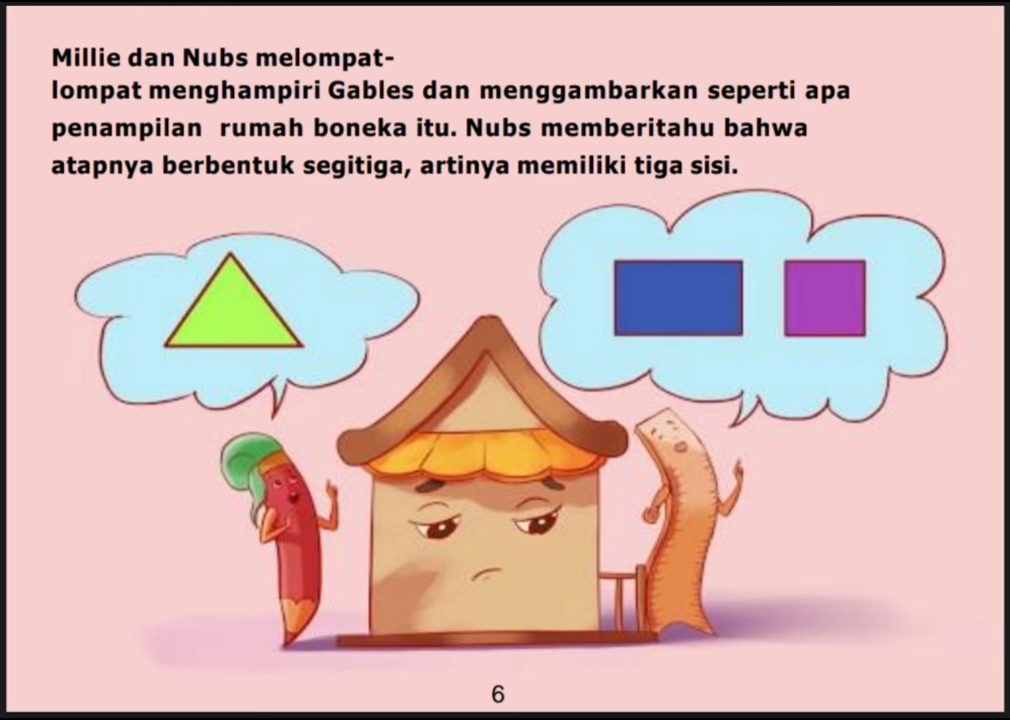 Millie dan Nubs melompat-
lompat menghampiri Gables dan menggambarkan seperti apa
penampilan rumah boneka itu. Nubs memberitahu bahwa
atapnya berbentuk segitiga, artinya memiliki tiga sisi.
6